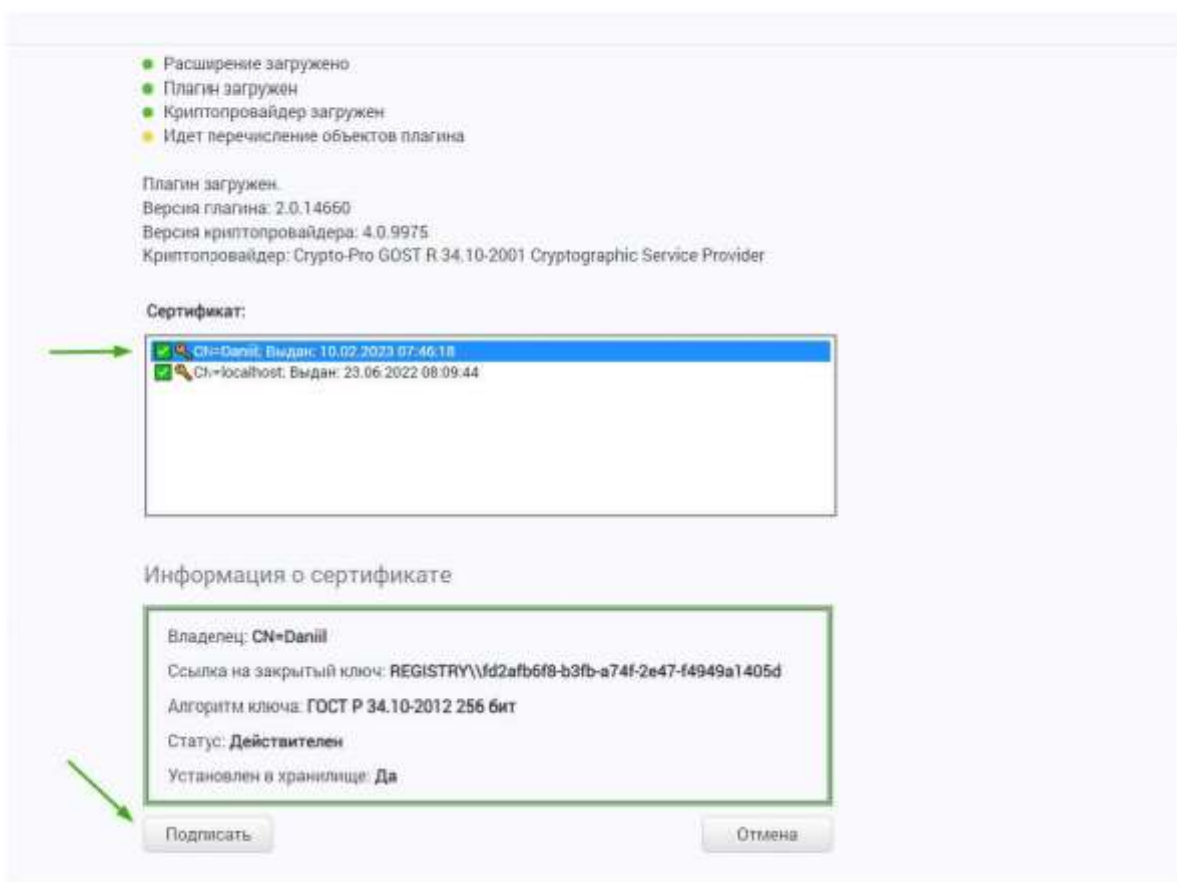 Расширение загружено
Плагин загружен
Криптопровайдер загружен
Идет перечисление объектов плагина
Плагин загружен.
Версия плагина: 2.0.14660
Версия криптопровайдера: 4.0.9975
Криптопровайдер: Crypto-Pro GOST R 34.10-2001 Cryptographic Service Provider
Сертификат:
CN=Daniil; Выдан: 10.02.2023 07:46:18
CN=localhost; Выдан: 23.06.2022 08:09:44
Информация о сертификате
Владелец: CN=Daniil
Ссылка на закрытый ключ: REGISTRY\\fd2afb6f8-b3fb-a74f-2e47-f4949a1405d
Алгоритм ключа: ГОСТ Р 34.10-2012 256 бит
Статус: Действителен
Установлен в хранилище: Да
Подписать Отмена